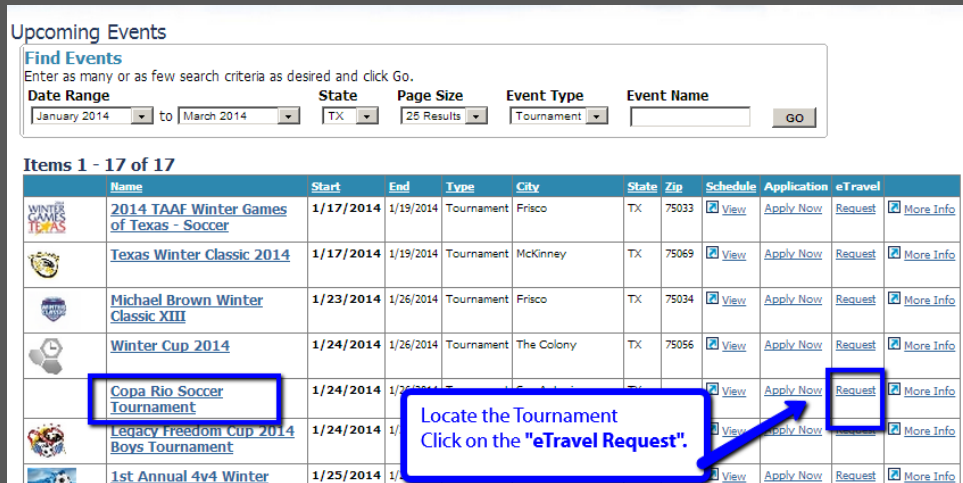 Upcoming Events
Find Events
Enter as many or as few search criteria as desired and click Go.
Date Range State Page Size Event Type Event Name
January 2014 to March 2014 TX 25 Results Tournament GO
Items 1 - 17 of 17
Name Start End Type City State Zip Schedule Application eTravel
WINTER GAMES TEXAS
2014 TAAF Winter Games of Texas - Soccer 1/17/2014 1/19/2014 Tournament Frisco TX 75033 View Apply Now Request More Info
Texas Winter Classic 2014 1/17/2014 1/19/2014 Tournament McKinney TX 75069 View Apply Now Request More Info
Michael Brown Winter Classic XIII 1/23/2014 1/26/2014 Tournament Frisco TX 75034 View Apply Now Request More Info
Winter Cup 2014 1/24/2014 1/26/2014 Tournament The Colony TX 75056 View Apply Now Request More Info
Copa Rio Soccer Tournament 1/24/2014 View Apply Now Request More Info
Legacy Freedom Cup 2014 Boys Tournament 1/24/2014 View Apply Now Request More Info
1st Annual 4v4 Winter 1/25/2014 View Apply Now Request More Info
Locate the Tournament
Click on the "eTravel Request".